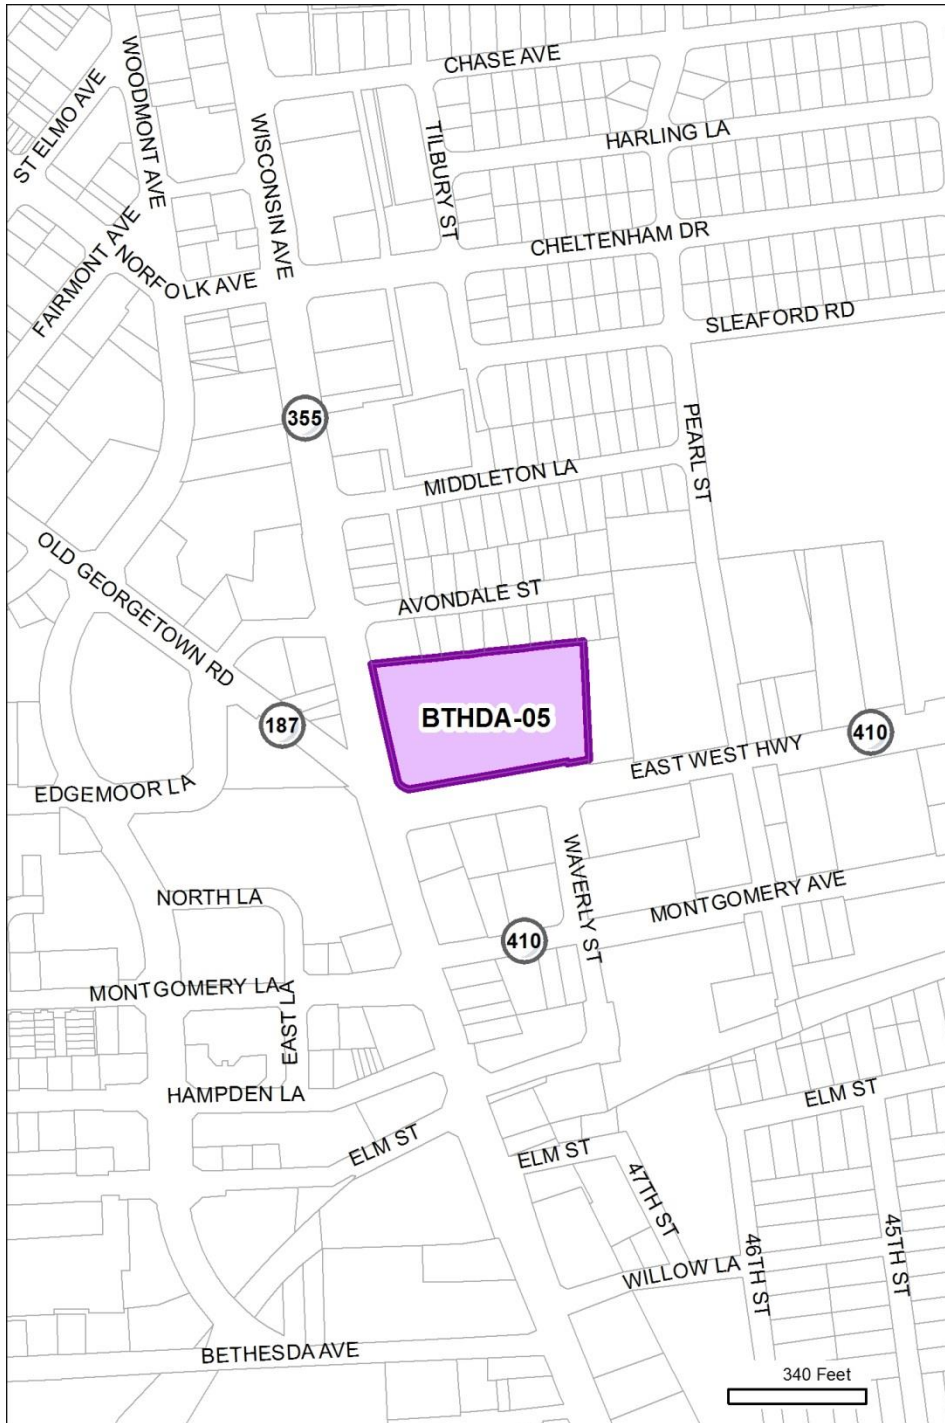 CHASE AVE
WOODMONT AVE
ST ELMO AVE
WISCONSIN AVE
TILBURY ST
HARLING LA
CHELTENHAM DR
FAIRMONT AVE
NORFOLK AVE
SLEAFORD RD
355
PEARL ST
MIDDLETON LA
OLD GEORGETOWN RD
AVONDALE ST
BTHDA-05
187
410
EAST WEST HWY
EDGEMOOR LA
WAVERLY ST
NORTH LA
MONTGOMERY AVE
410
MONTGOMERY LA
EAST LA
HAMPDEN LA
ELM ST
ELM ST
ELM ST
47TH ST
46TH ST
45TH ST
WILLOW LA
BETHESDA AVE
340 Feet